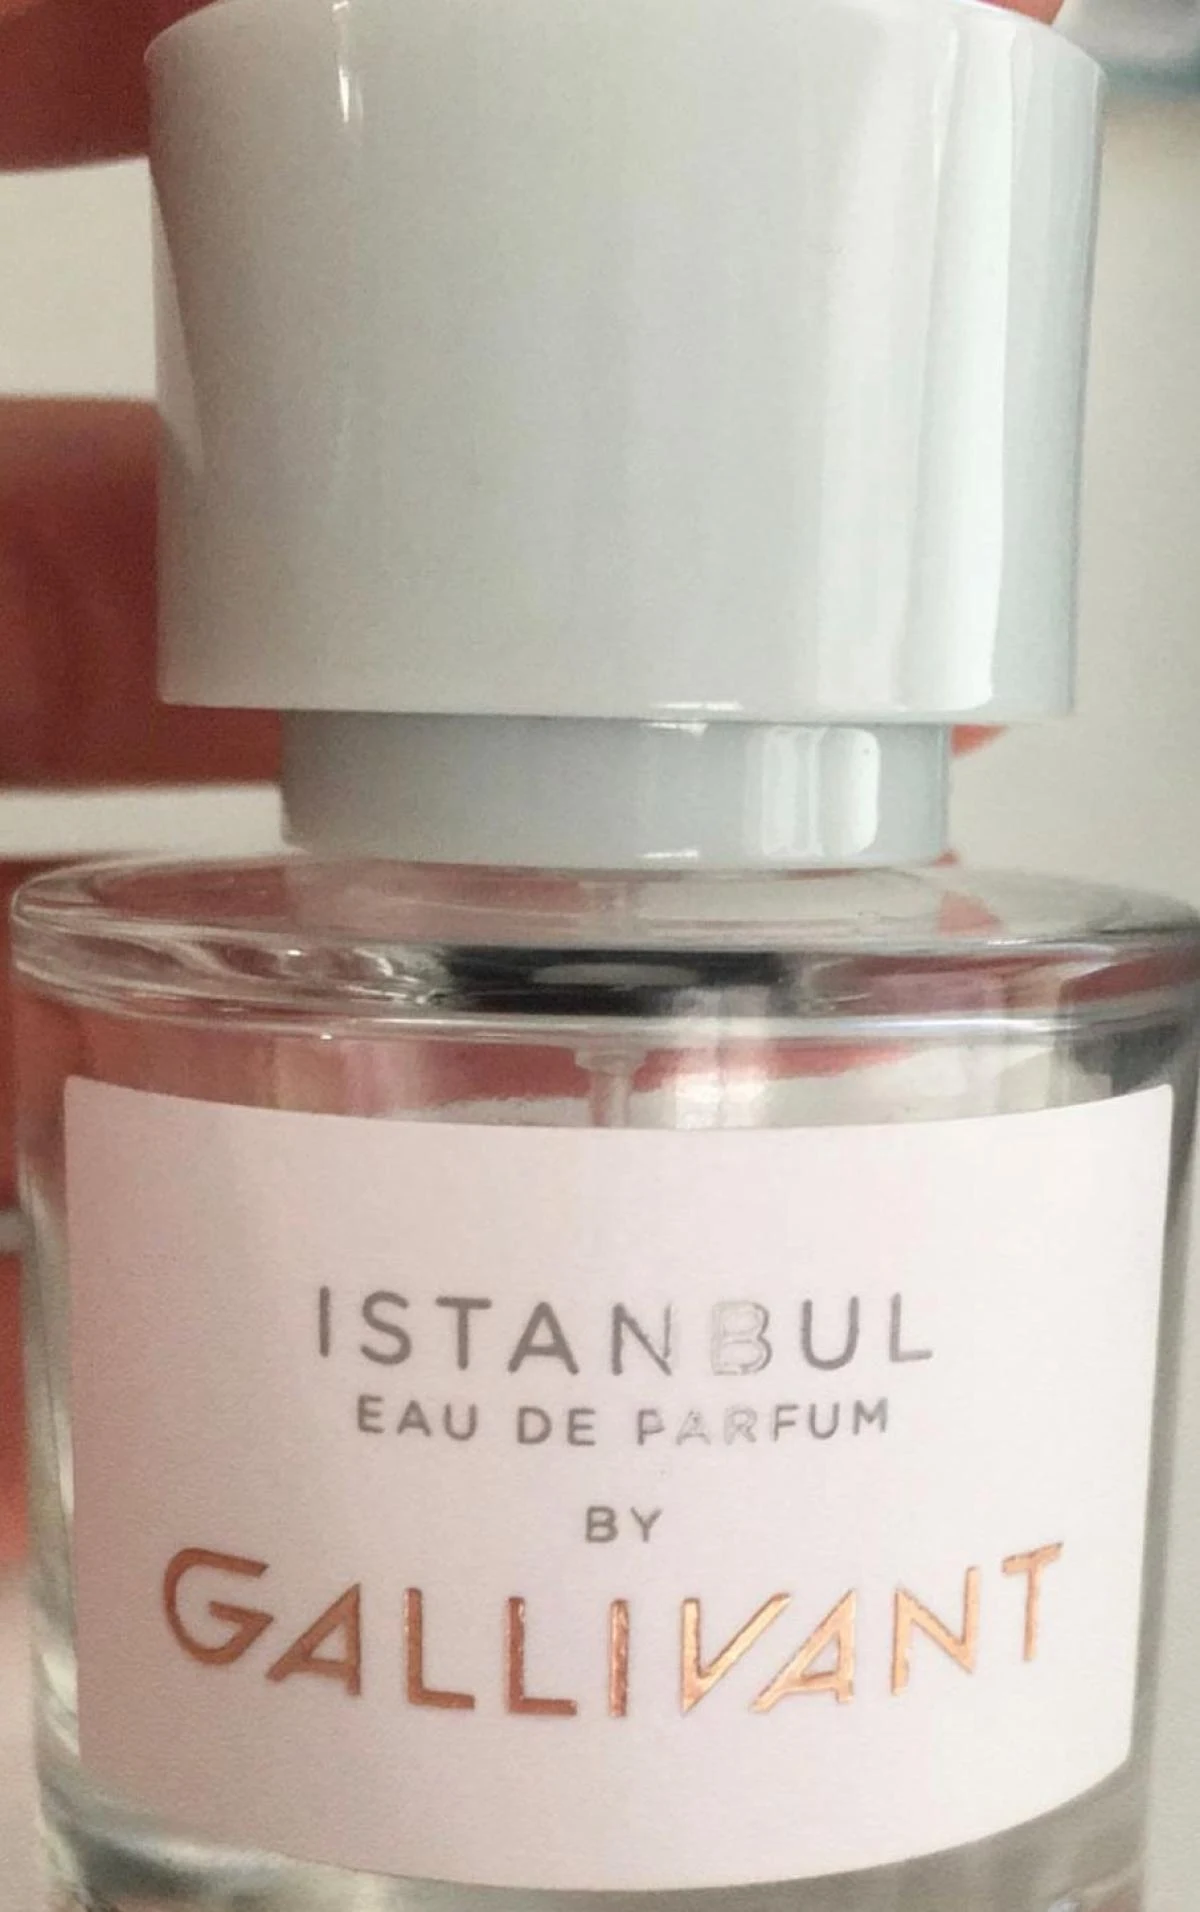 ISTANBUL
EAU DE PARFUM
BY
GALLIVANT